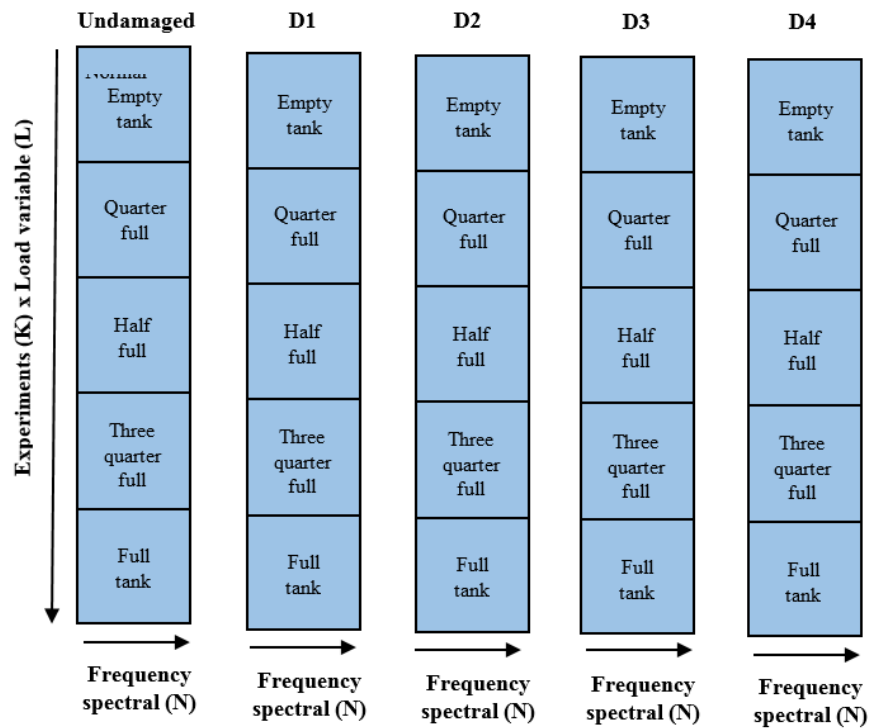 Undamaged
D1
D2
D3
D4
Experiments (K) x Load variable (L)
Normal
Empty
tank
Quarter
full
Half
full
Three
quarter
full
Full
tank
Empty
tank
Quarter
full
Half
full
Three
quarter
full
Full
tank
Empty
tank
Quarter
full
Half
full
Three
quarter
full
Full
tank
Empty
tank
Quarter
full
Half
full
Three
quarter
full
Full
tank
Empty
tank
Quarter
full
Half
full
Three
quarter
full
Full
tank
Frequency
spectral (N)
Frequency
spectral (N)
Frequency
spectral (N)
Frequency
spectral (N)
Frequency
spectral (N)